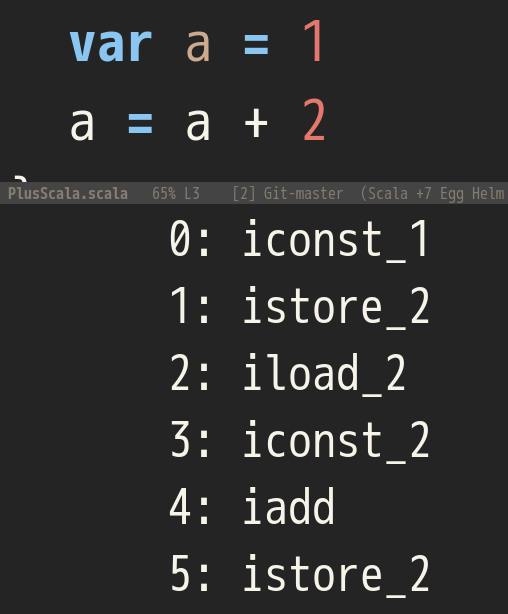 var a = 1
a = a + 2
}
PlusScala.scala 65% L3 [2] Git-master (Scala +7 Egg Helm
0: iconst_1
1: istore_2
2: iload_2
3: iconst_2
4: iadd
5: istore_2